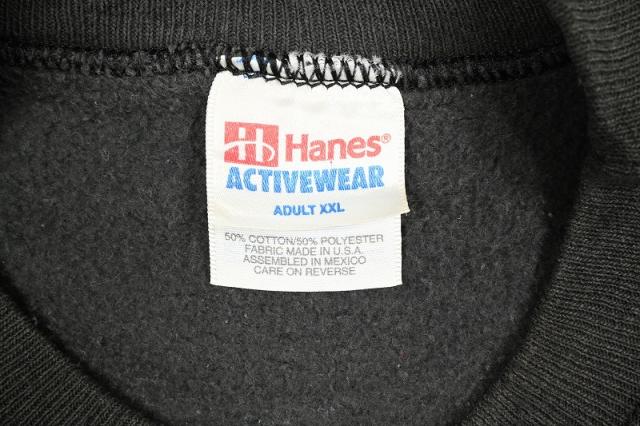 Hanes®
ACTIVEWEAR
ADULT XXL
50% COTTON/50% POLYESTER
FABRIC MADE IN U.S.A.
ASSEMBLED IN MEXICO
CARE ON REVERSE